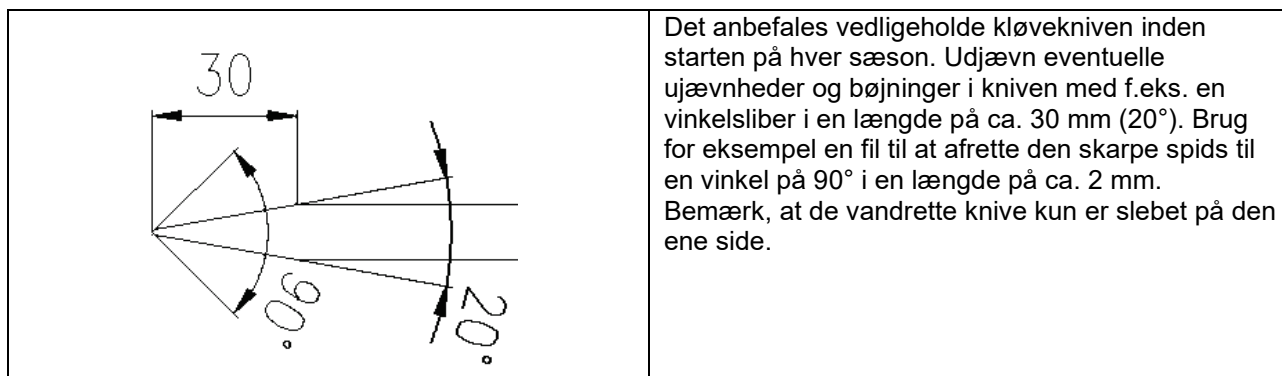 30
90°
20°
Det anbefales vedligeholde kløvekniven inden
starten på hver sæson. Udjævn eventuelle
ujævnheder og bøjninger i kniven med f.eks. en
vinkelsliber i en længde på ca. 30 mm (20°). Brug
for eksempel en fil til at afrette den skarpe spids til
en vinkel på 90° i en længde på ca. 2 mm.
Bemærk, at de vandrette knive kun er slebet på den
ene side.